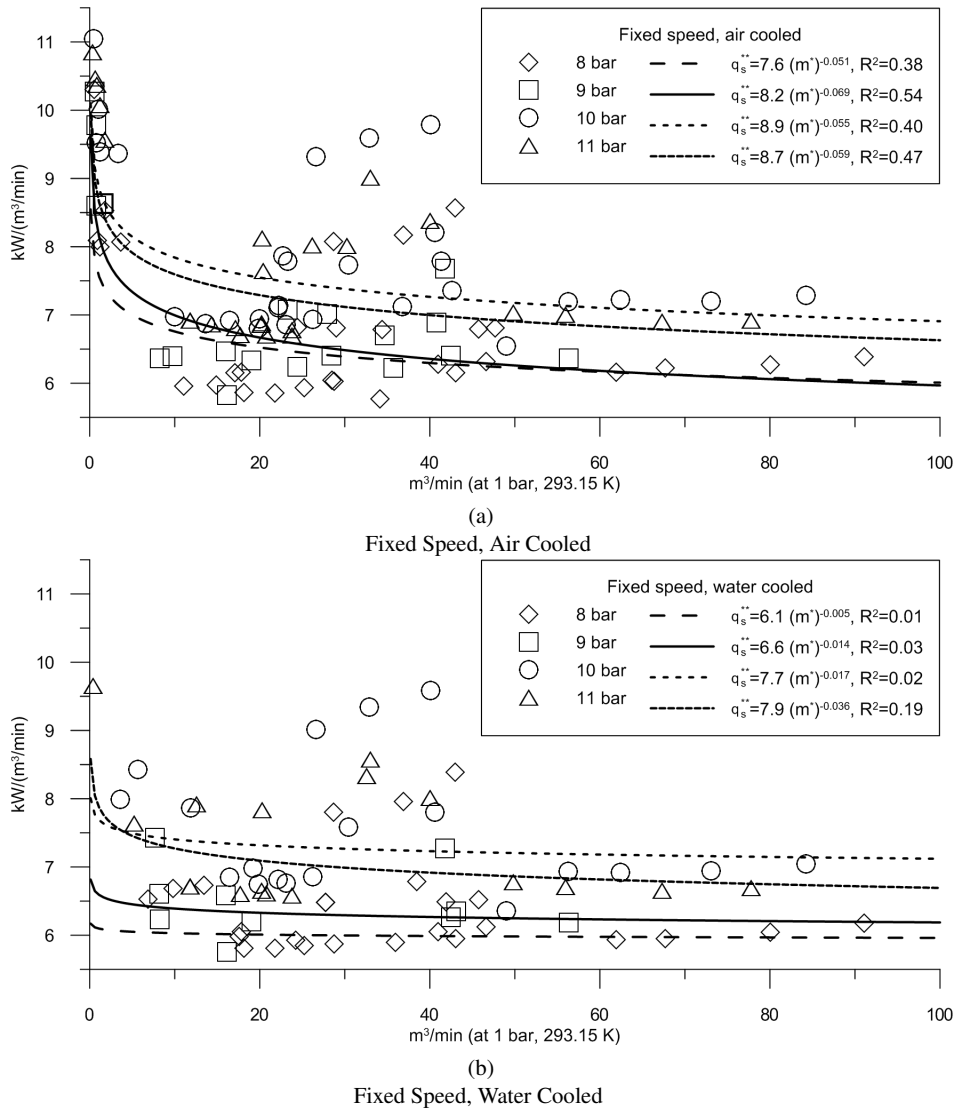 Fixed speed, air cooled
8 bar q_s^**=7.6 (m^*)^-0.051, R²=0.38
9 bar q_s^**=8.2 (m^*)^-0.069, R²=0.54
10 bar q_s^**=8.9 (m^*)^-0.055, R²=0.40
11 bar q_s^**=8.7 (m^*)^-0.059, R²=0.47
kW/(m³/min)
11
10
9
8
7
6
0 20 40 60 80 100
m³/min (at 1 bar, 293.15 K)
(a)
Fixed Speed, Air Cooled
Fixed speed, water cooled
8 bar q_s^**=6.1 (m^*)^-0.005, R²=0.01
9 bar q_s^**=6.6 (m^*)^-0.014, R²=0.03
10 bar q_s^**=7.7 (m^*)^-0.017, R²=0.02
11 bar q_s^**=7.9 (m^*)^-0.036, R²=0.19
kW/(m³/min)
11
10
9
8
7
6
0 20 40 60 80 100
m³/min (at 1 bar, 293.15 K)
(b)
Fixed Speed, Water Cooled